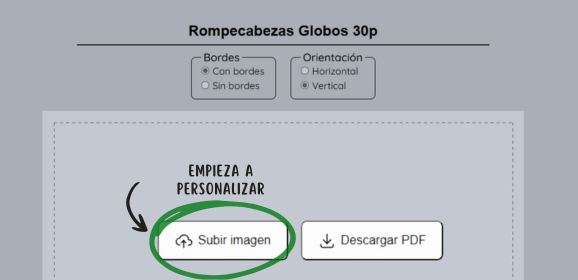 Rompecabezas Globos 30p
Bordes
Con bordes
Sin bordes
Orientación
Horizontal
Vertical
EMPIEZA A
PERSONALIZAR
Subir imagen
Descargar PDF